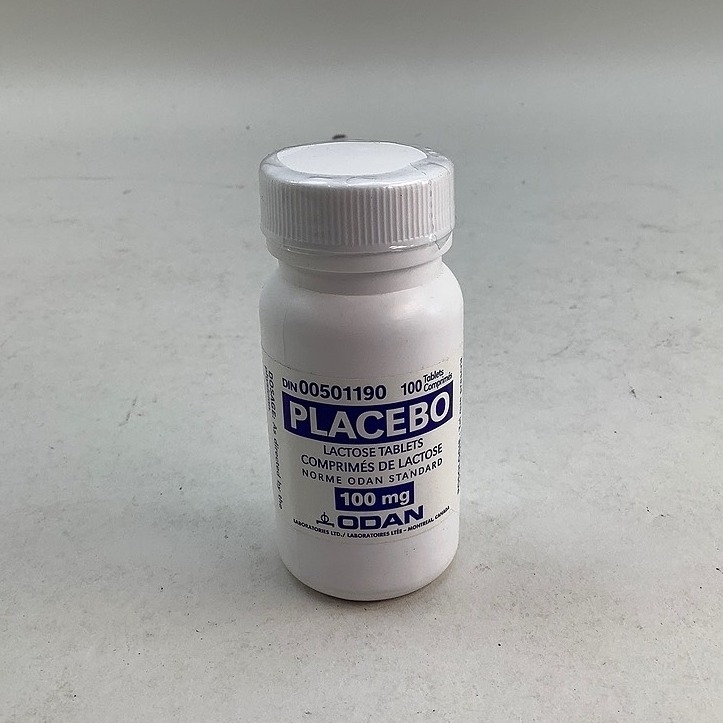 DIN 00501190 100 Tablets
Comprimés
PLACEBO
LACTOSE TABLETS
COMPRIMÉS DE LACTOSE
NORME ODAN STANDARD
100 mg
ODAN
LABORATORIES LTD./ LABORATOIRES LTÉE - MONTREAL, CANADA
DOSAGE: As directed by the